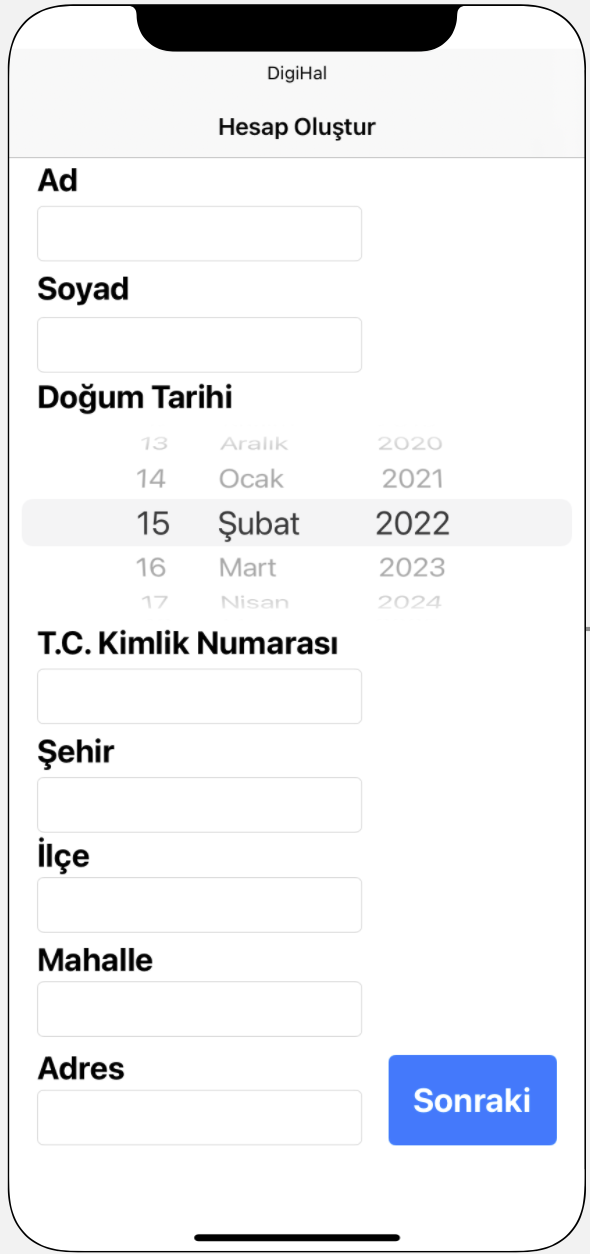 DigiHal
Hesap Oluştur
Ad
Soyad
Doğum Tarihi
13 Aralık 2020
14 Ocak 2021
15 Şubat 2022
16 Mart 2023
17 Nisan 2024
T.C. Kimlik Numarası
Şehir
İlçe
Mahalle
Adres
Sonraki